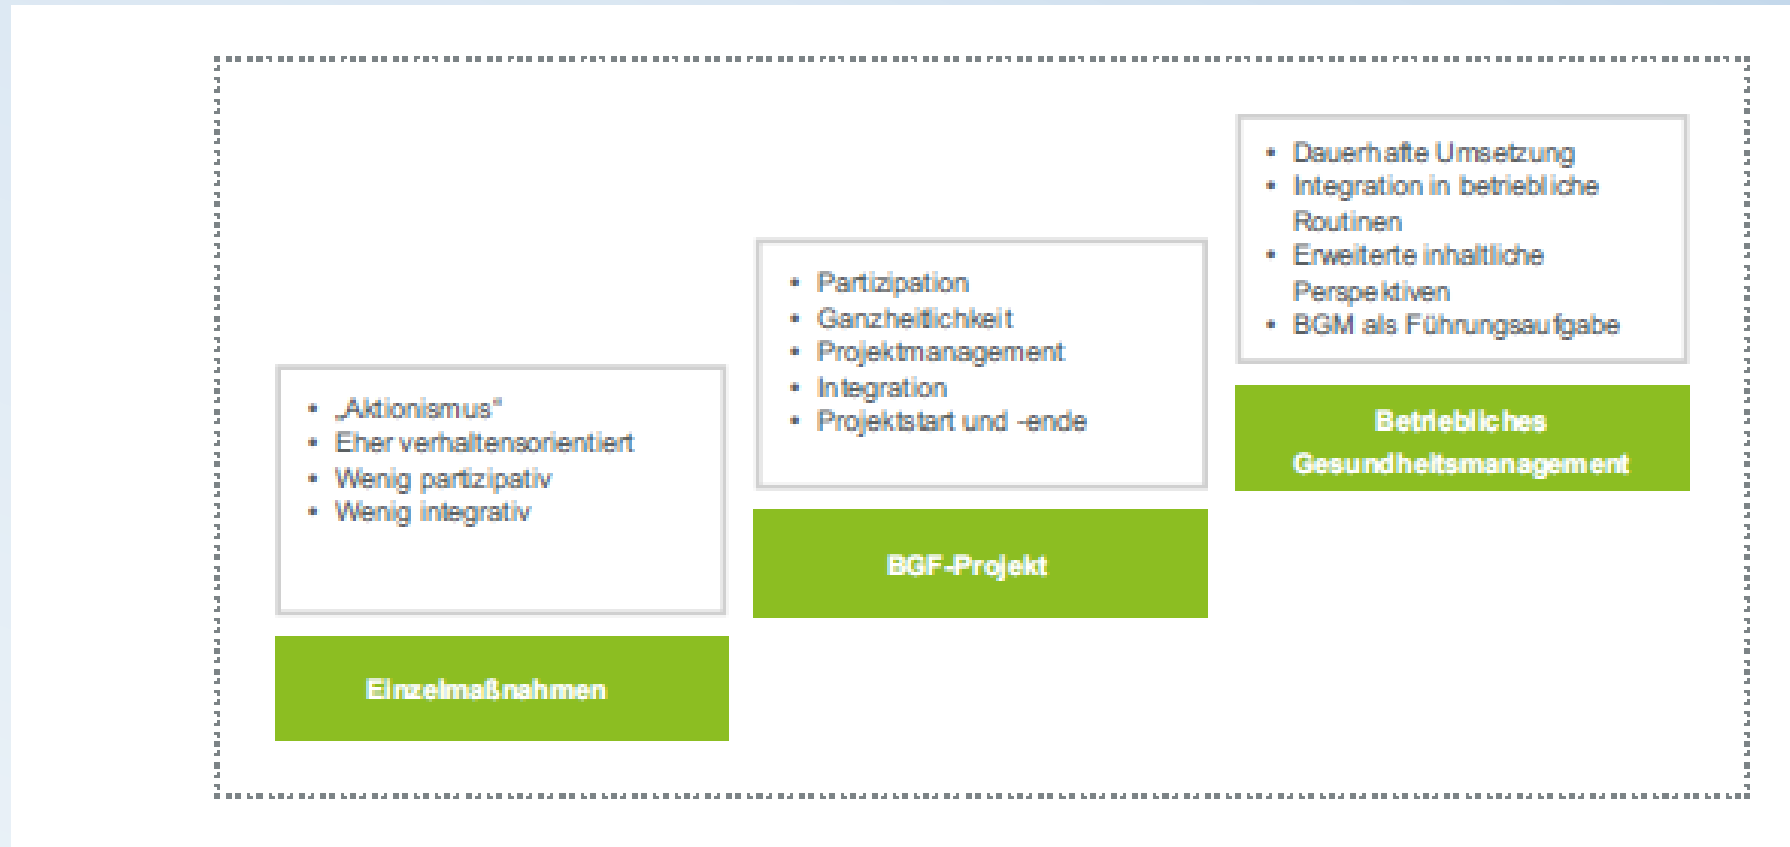 • „Aktionismus“
• Eher verhaltensorientiert
• Wenig partizipativ
• Wenig integrativ
Einzelmaßnahmen
• Partizipation
• Ganzheitlichkeit
• Projektmanagement
• Integration
• Projektstart und -ende
BGF-Projekt
• Dauerhafte Umsetzung
• Integration in betriebliche
Routinen
• Erweiterte inhaltliche
Perspektiven
• BGM als Führungsaufgabe
Betriebliches
Gesundheitsmanagement